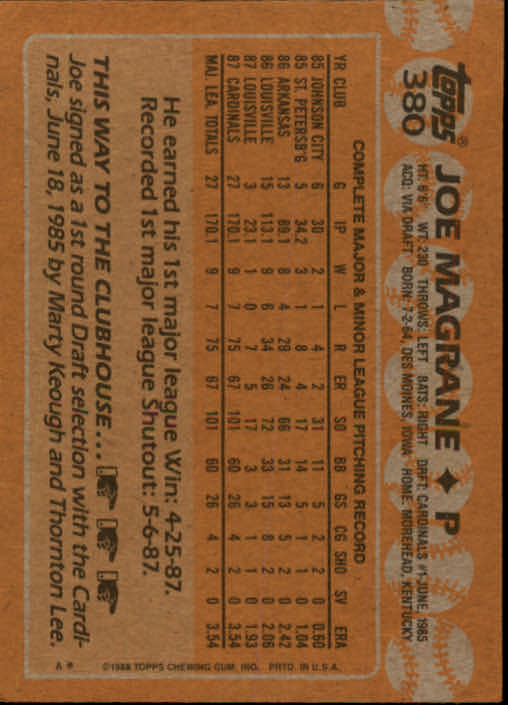 topps®
380
JOE MAGRANE ♦ P
HT: 6'6" WT: 230 THROWS: LEFT BATS: RIGHT DRFT: CARDINALS #1-JUNE, 1985
ACQ: VIA DRAFT BORN: 7-2-64, DES MOINES, IOWA HOME: MOREHEAD, KENTUCKY
COMPLETE MAJOR & MINOR LEAGUE PITCHING RECORD
YR CLUB G IP W L R ER SO BB GS CG SHO SV ERA
85 JOHNSON CITY 6 30 2 1 4 2 31 11 5 2 2 0 0.60
85 ST. PETERSB'G 5 34.2 3 1 8 4 17 14 5 1 1 0 1.04
86 ARKANSAS 13 89.1 8 4 29 24 66 31 13 5 2 0 2.42
86 LOUISVILLE 15 113.1 9 6 34 26 72 33 15 8 2 0 2.06
87 LOUISVILLE 3 23.1 1 0 7 5 17 3 3 1 1 0 1.93
87 CARDINALS 27 170.1 9 7 75 67 101 60 26 4 2 0 3.54
MAJ. LEA. TOTALS 27 170.1 9 7 75 67 101 60 26 4 2 0 3.54
He earned his 1st major league Win: 4-25-87.
Recorded 1st major league Shutout: 5-6-87.
THIS WAY TO THE CLUBHOUSE...
Joe signed as a 1st round Draft selection with the Cardi-
nals, June 18, 1985 by Marty Keough and Thornton Lee.
A* ©1988 TOPPS CHEWING GUM, INC. PRTD. IN U.S.A.